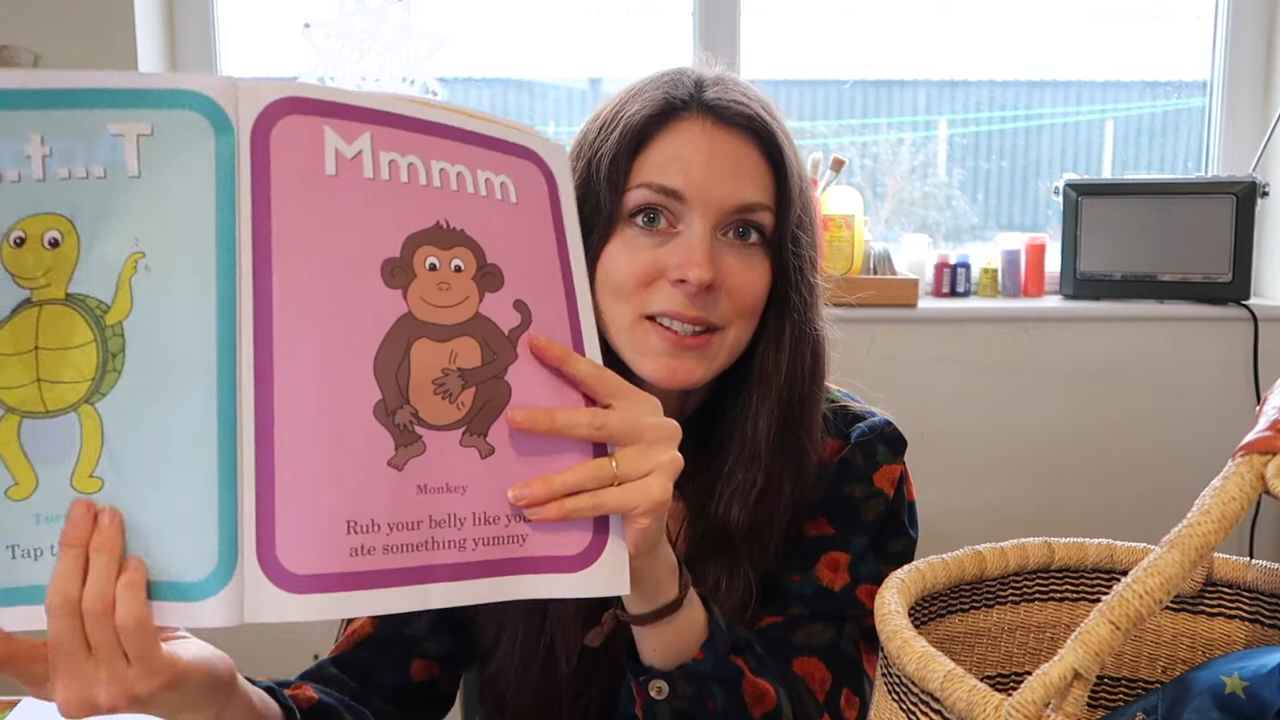 ...t...T
Tap t
Mmmm
Monkey
Rub your belly like you
ate something yummy